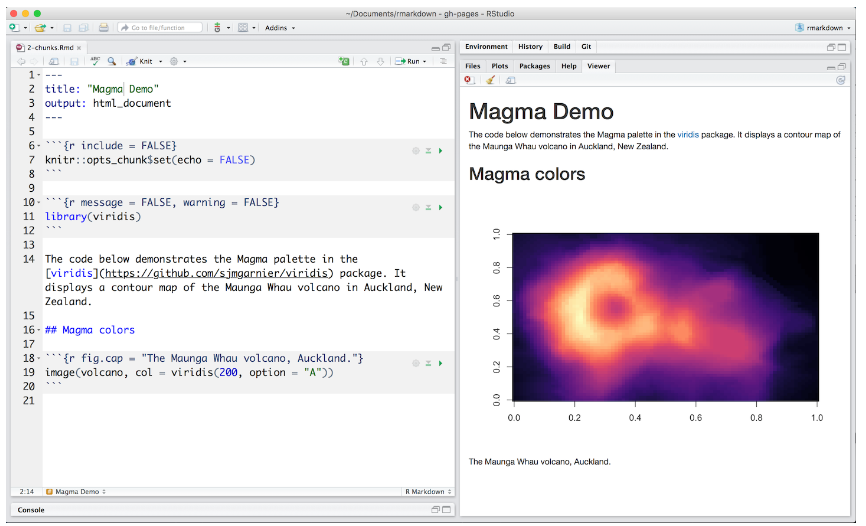 ~/Documents/rmarkdown - gh-pages - RStudio
Go to file/function
Addins
rmarkdown
2-chunks.Rmd
ABC
Knit
Run
1 ---
2 title: "Magma Demo"
3 output: html_document
4 ---
5
6 ```{r include = FALSE}
7 knitr::opts_chunk$set(echo = FALSE)
8 ```
9
10 ```{r message = FALSE, warning = FALSE}
11 library(viridis)
12 ```
13
14 The code below demonstrates the Magma palette in the
[viridis](https://github.com/sjmgarnier/viridis) package. It
displays a contour map of the Maunga Whau volcano in Auckland, New
Zealand.
15
16 ## Magma colors
17
18 ```{r fig.cap = "The Maunga Whau volcano, Auckland."}
19 image(volcano, col = viridis(200, option = "A"))
20 ```
21
2:14 Magma Demo R Markdown
Console
Environment History Build Git
Files Plots Packages Help Viewer
Magma Demo
The code below demonstrates the Magma palette in the viridis package. It displays a contour map of
the Maunga Whau volcano in Auckland, New Zealand.
Magma colors
1.0
0.8
0.6
0.4
0.2
0.0
0.0 0.2 0.4 0.6 0.8 1.0
The Maunga Whau volcano, Auckland.